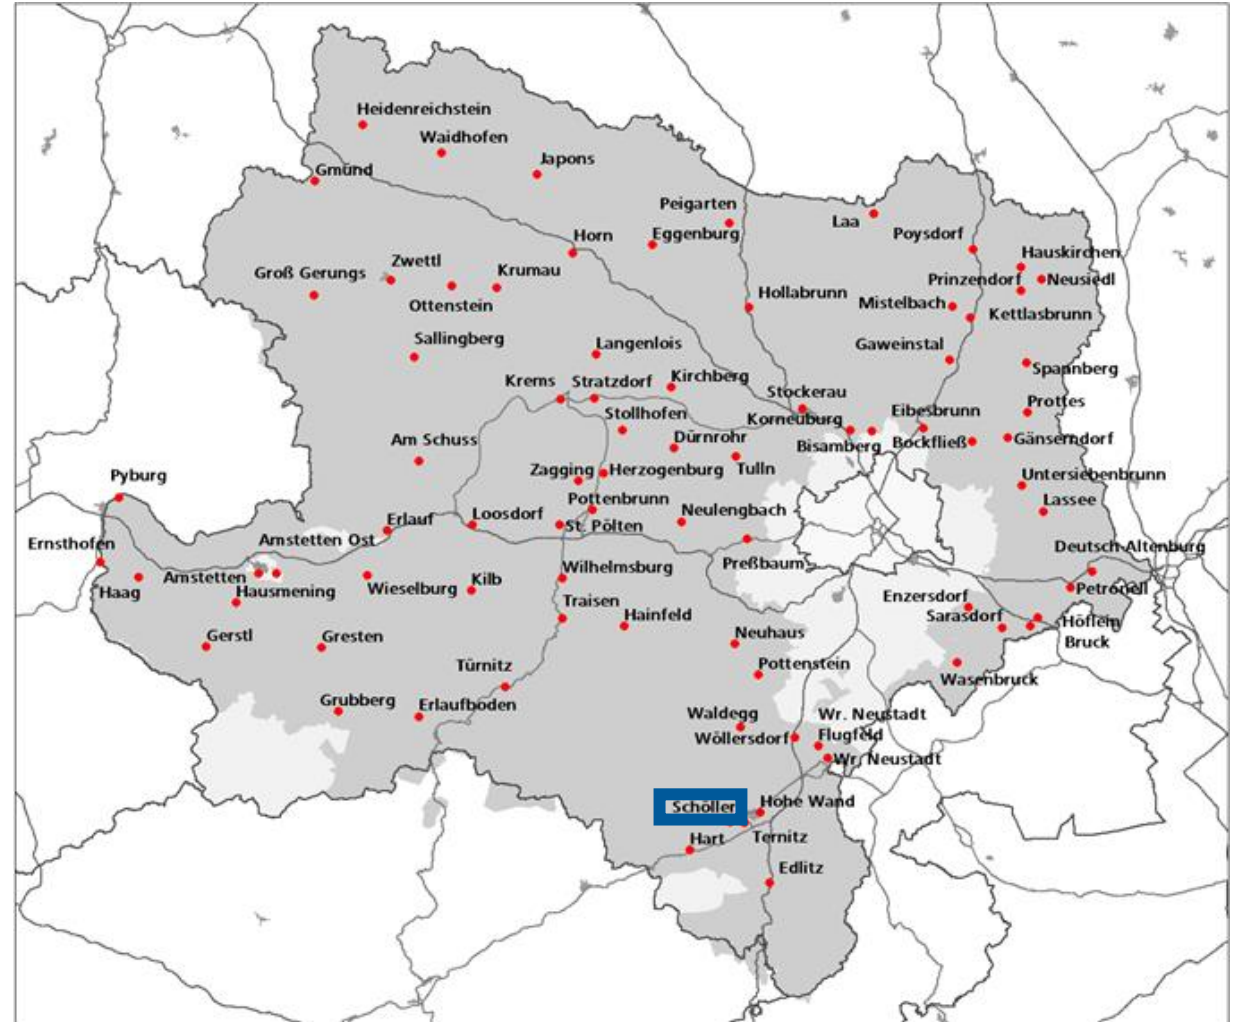 Heidenreichstein
Waidhofen
Japons
Gmünd
Peigarten
Laa
Poysdorf
Horn
Eggenburg
Hauskirchen
Zwettl
Groß Gerungs
Krumau
Prinzendorf
Neusiedl
Ottenstein
Hollabrunn
Mistelbach
Kettlasbrunn
Sallingberg
Langenlois
Gaweinstal
Spannberg
Krems
Stratzdorf
Kirchberg
Stockerau
Prottes
Stollhofen
Korneuburg
Eibesbrunn
Am Schuss
Dürnrohr
Bisamberg
Bockfließ
Gänserndorf
Pyburg
Zagging
Herzogenburg
Tulln
Untersiebenbrunn
Pottenbrunn
Lassee
Erlauf
Loosdorf
St. Pölten
Neulengbach
Ernsthofen
Amstetten Ost
Deutsch Altenburg
Preßbaum
Wilhelmsburg
Amstetten
Haag
Hausmening
Wieselburg
Kilb
Petronell
Enzersdorf
Traisen
Hainfeld
Sarasdorf
Höflein
Gerstl
Gresten
Neuhaus
Bruck
Türnitz
Pottenstein
Wasenbruck
Grubberg
Erlaufboden
Waldegg
Wr. Neustadt
Flugfeld
Wöllersdorf
Wr. Neustadt
Schöller
Hohe Wand
Hart
Ternitz
Edlitz